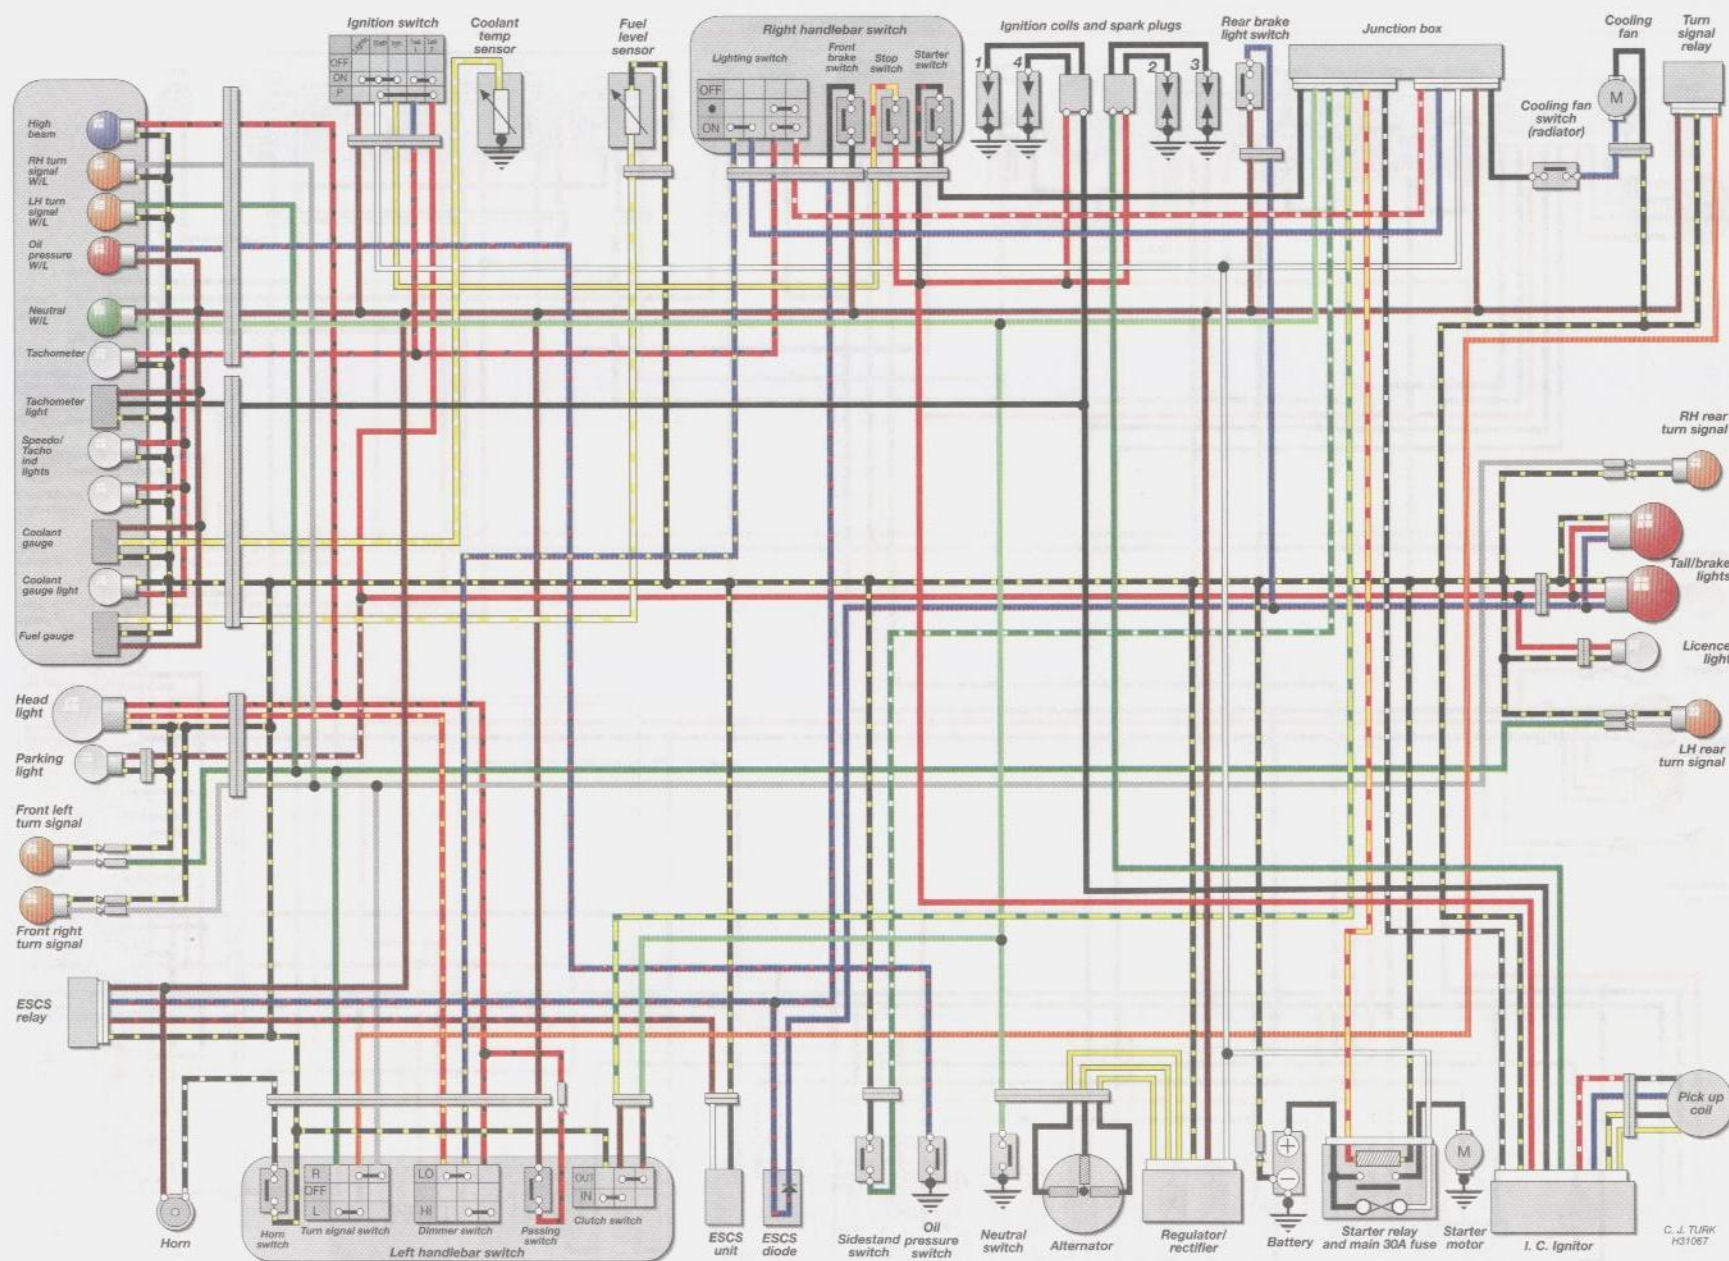 Ignition switch
Lights
Ign
OFF
ON
P
Coolant
temp
sensor
Fuel
level
sensor
Right handlebar switch
Lighting switch
OFF
●
ON
Front
brake
switch
Stop
switch
Starter
switch
Ignition coils and spark plugs
1
4
2
3
Rear brake
light switch
Junction box
Cooling
fan
M
Cooling fan
switch
(radiator)
Turn
signal
relay
High
beam
RH turn
signal
W/L
LH turn
signal
W/L
Oil
pressure
W/L
Neutral
W/L
Tachometer
Tachometer
light
Speedo/
Tacho
ind
lights
Coolant
gauge
Coolant
gauge light
Fuel gauge
Head
light
Parking
light
Front left
turn signal
Front right
turn signal
ESCS
relay
RH rear
turn signal
Tail/brake
lights
Licence
light
LH rear
turn signal
Pick up
coil
Horn
Horn
switch
R
OFF
L
Turn signal switch
LO
HI
Dimmer switch
Passing
switch
OUT
IN
Clutch switch
Left handlebar switch
ESCS
unit
ESCS
diode
Sidestand
switch
Oil
pressure
switch
Neutral
switch
Alternator
Regulator/
rectifier
Battery
Starter relay
and main 30A fuse
M
Starter
motor
I. C. Ignitor
C. J. TURK
H31067